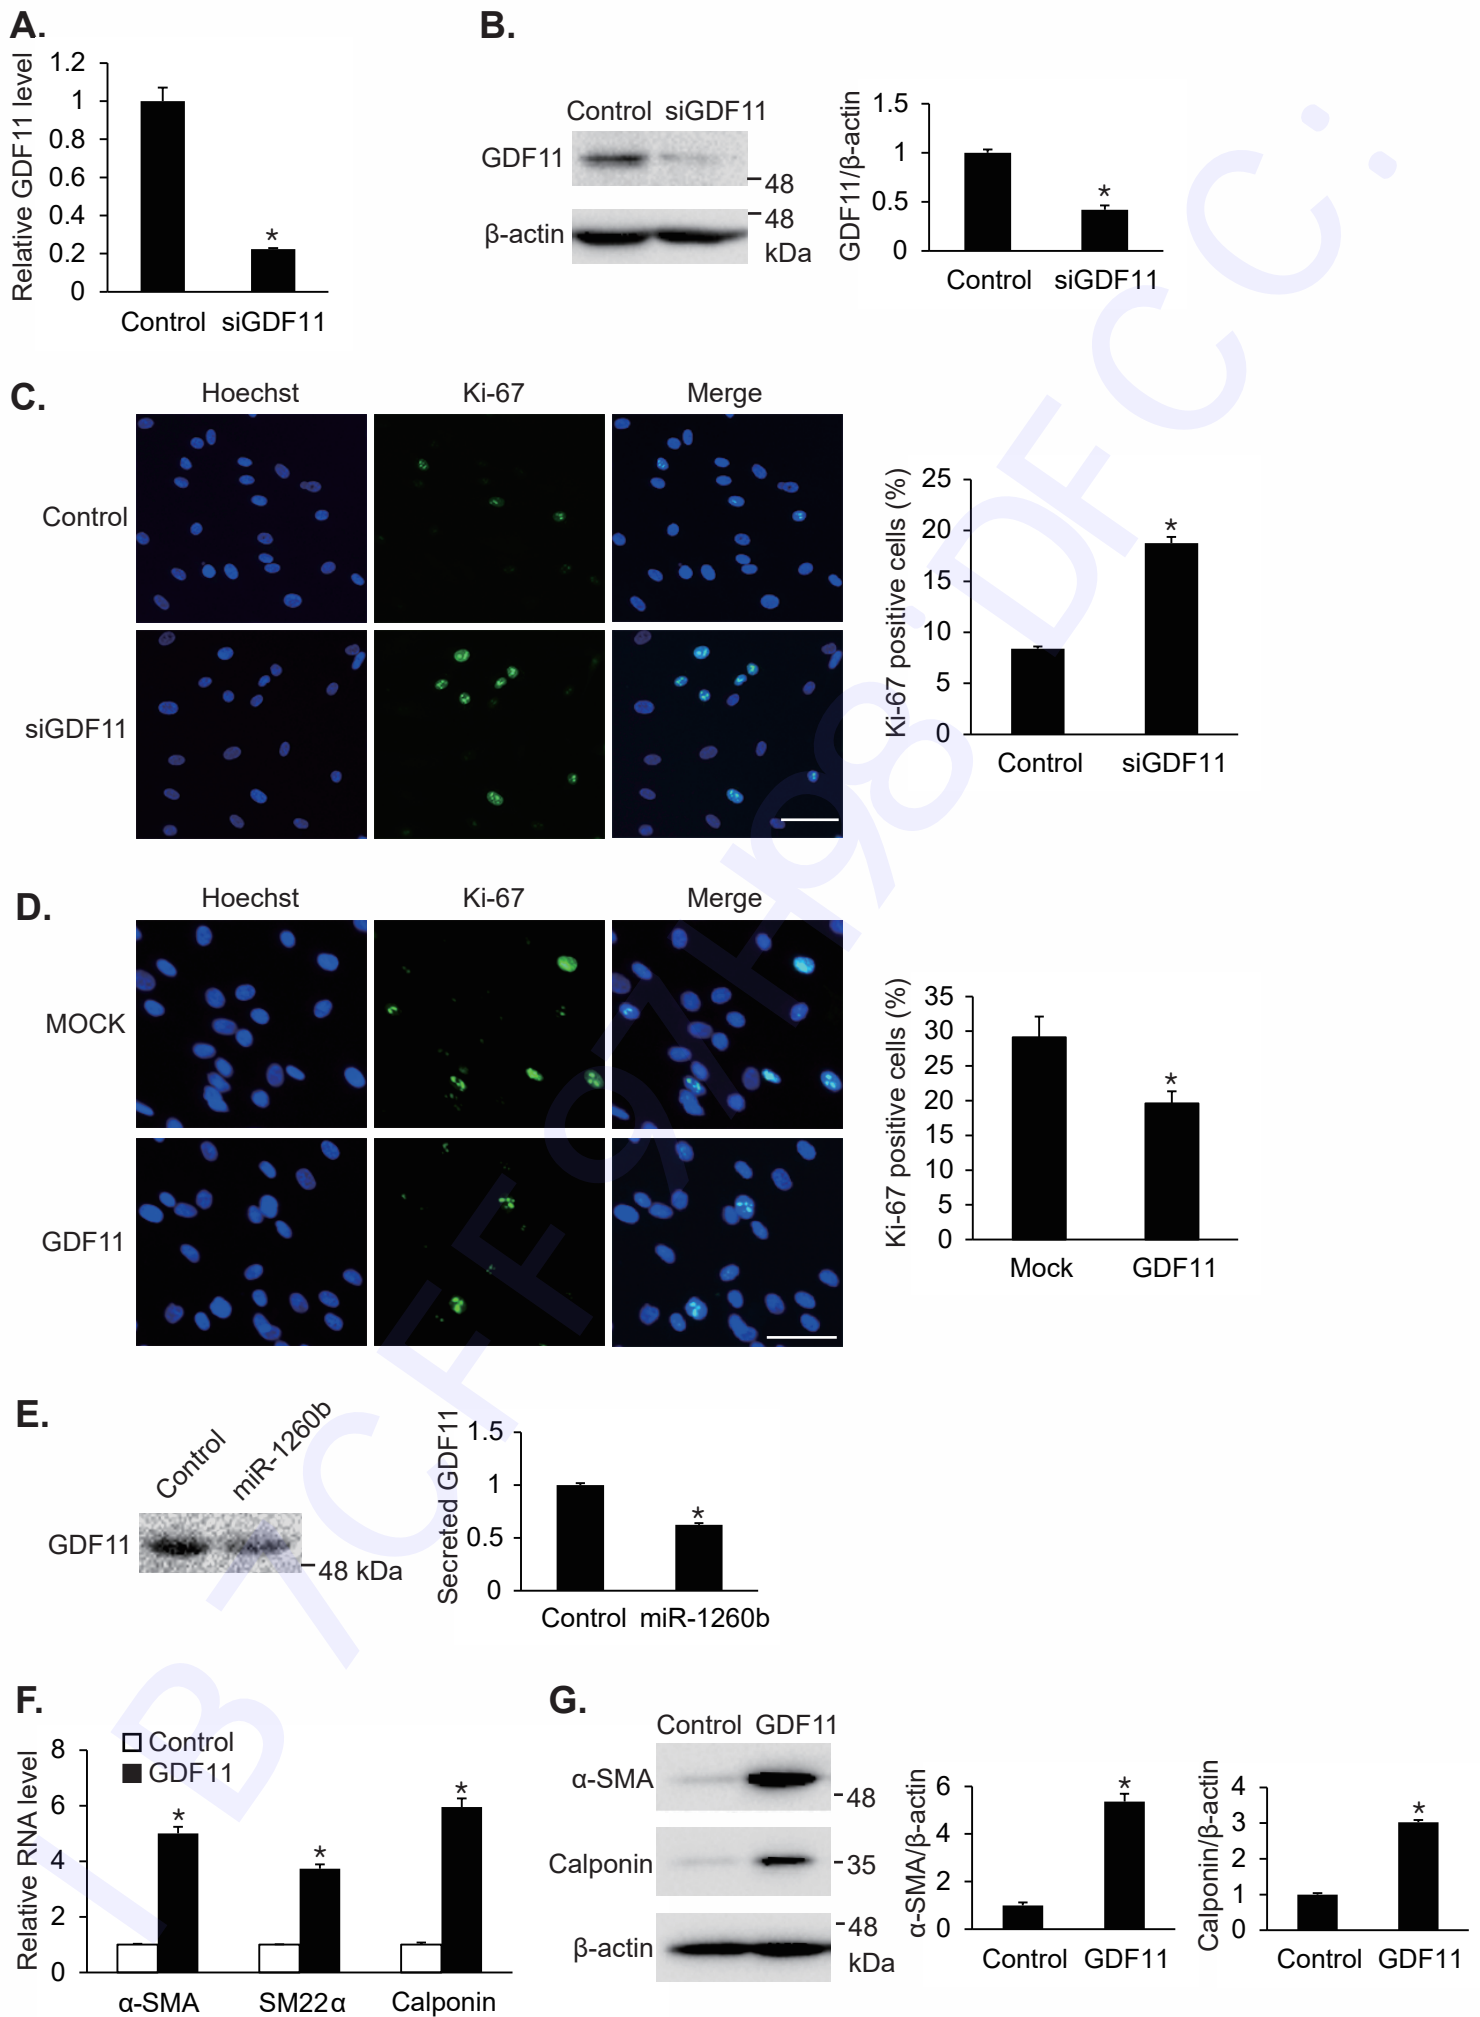 A.
Relative GDF11 level
1.2
1
0.8
0.6
0.4
0.2
0
*
Control siGDF11
B.
Control siGDF11
GDF11
48
β-actin
48
kDa
GDF11/β-actin
1.5
1
0.5
0
*
Control siGDF11
C.
Hoechst Ki-67 Merge
Control
siGDF11
Ki-67 positive cells (%)
25
20
15
10
5
0
*
Control siGDF11
D.
Hoechst Ki-67 Merge
MOCK
GDF11
Ki-67 positive cells (%)
35
30
25
20
15
10
5
0
*
Mock GDF11
E.
Control miR-1260b
GDF11
48 kDa
Secreted GDF11
1.5
1
0.5
0
*
Control miR-1260b
F.
Control
GDF11
Relative RNA level
8
6
4
2
0
*
*
*
α-SMA SM22α Calponin
G.
Control GDF11
α-SMA
48
Calponin
35
β-actin
48
kDa
α-SMA/β-actin
6
4
2
0
*
Control GDF11
Calponin/β-actin
4
3
2
1
0
*
Control GDF11